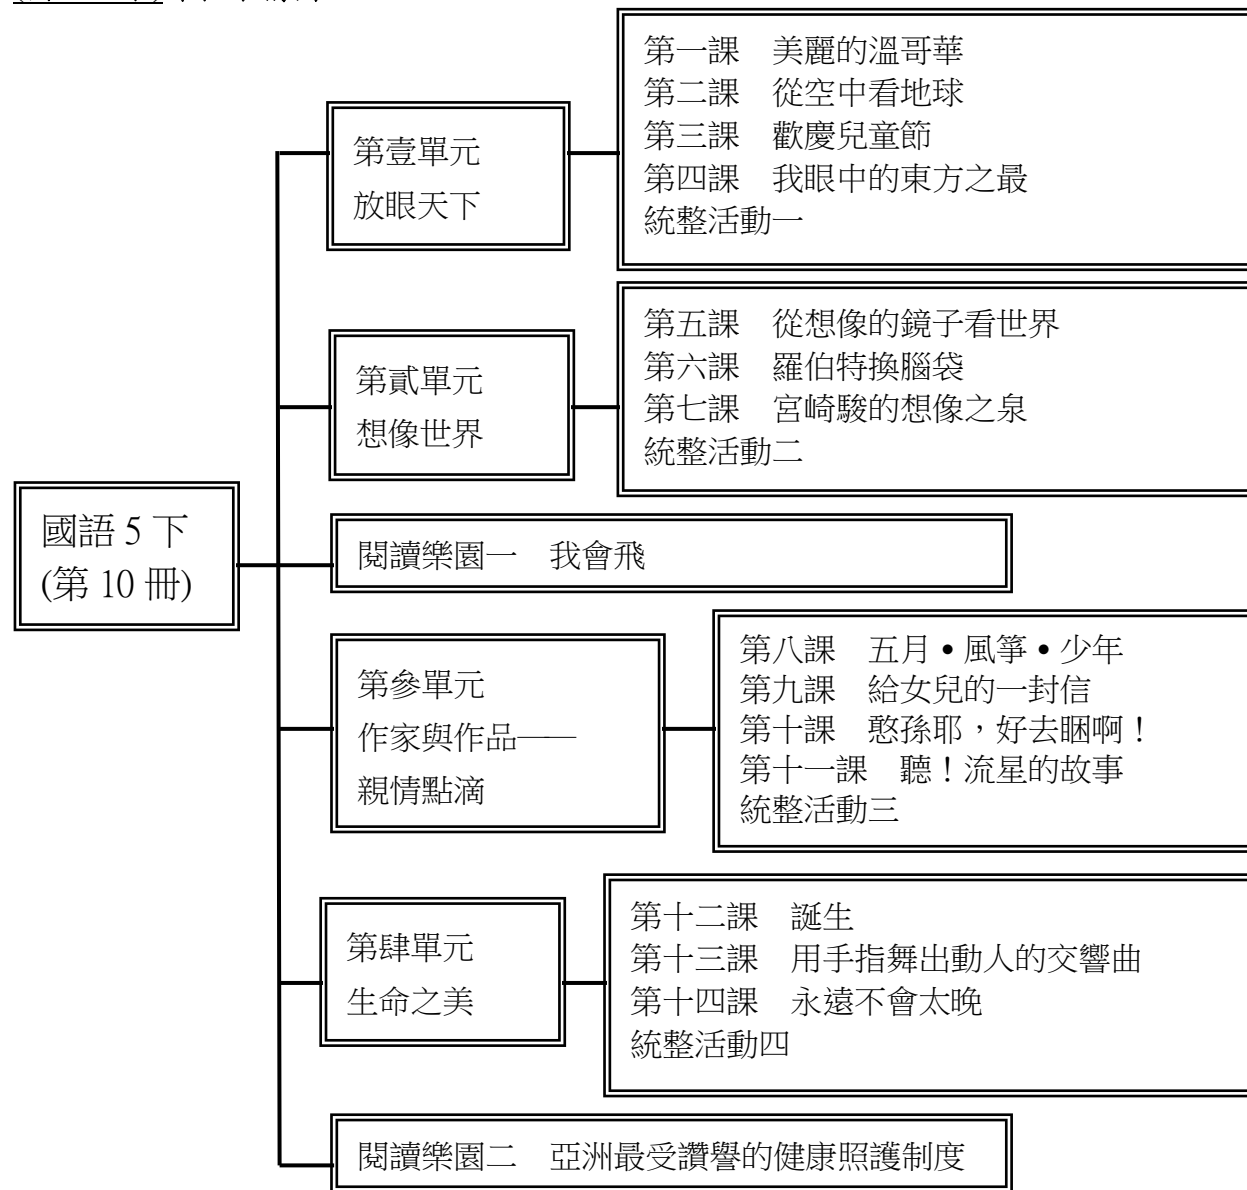 國語 5 下
(第 10 冊)
第壹單元
放眼天下
第一課　美麗的溫哥華
第二課　從空中看地球
第三課　歡慶兒童節
第四課　我眼中的東方之最
統整活動一
第貳單元
想像世界
第五課　從想像的鏡子看世界
第六課　羅伯特換腦袋
第七課　宮崎駿的想像之泉
統整活動二
閱讀樂園一　我會飛
第參單元
作家與作品——
親情點滴
第八課　五月•風箏•少年
第九課　給女兒的一封信
第十課　憨孫耶，好去睏啊！
第十一課　聽！流星的故事
統整活動三
第肆單元
生命之美
第十二課　誕生
第十三課　用手指舞出動人的交響曲
第十四課　永遠不會太晚
統整活動四
閱讀樂園二　亞洲最受讚譽的健康照護制度